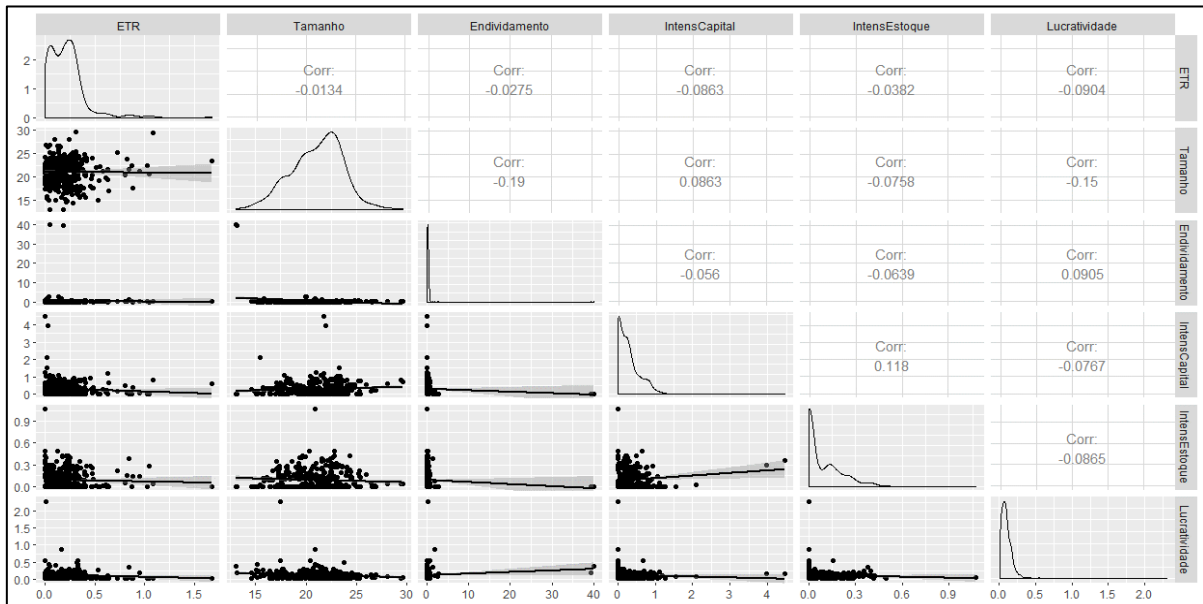 ETR Tamanho Endividamento IntensCapital IntensEstoque Lucratividade
2
1
0
Corr:
-0.0134
Corr:
-0.0275
Corr:
-0.0863
Corr:
-0.0382
Corr:
-0.0904
ETR
30
25
20
15
Corr:
-0.19
Corr:
0.0863
Corr:
-0.0758
Corr:
-0.15
Tamanho
40
30
20
10
0
Corr:
-0.056
Corr:
-0.0639
Corr:
0.0905
Endividamento
4
3
2
1
0
Corr:
0.118
Corr:
-0.0767
IntensCapital
0.9
0.6
0.3
0.0
Corr:
-0.0865
IntensEstoque
2.0
1.5
1.0
0.5
0.0
Lucratividade
0.0 0.5 1.0 1.5 15 20 25 30 0 10 20 30 40 0 1 2 3 4 0.0 0.3 0.6 0.9 0.0 0.5 1.0 1.5 2.0